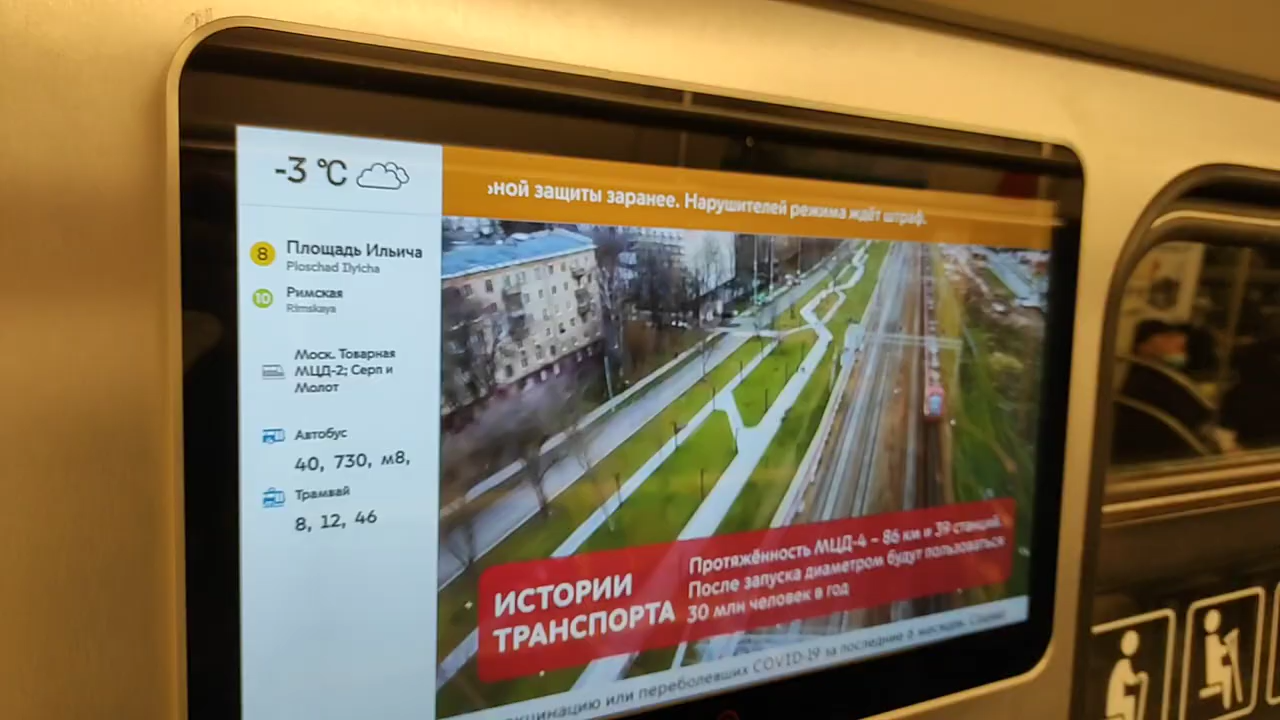 -3 °C
ной защиты заранее. Нарушителей режима ждёт штраф.
8 Площадь Ильича
Ploschad Ilyicha
10 Римская
Rimskaya
Моск. Товарная
МЦД-2; Серп и
Молот
Автобус
40, 730, м8,
Трамвай
8, 12, 46
ИСТОРИИ
ТРАНСПОРТА
Протяжённость МЦД-4 – 86 км и 39 станций.
После запуска диаметром будут пользоваться
30 млн человек в год
кцинацию или переболевших COVID-19 за последние 6 месяцев.